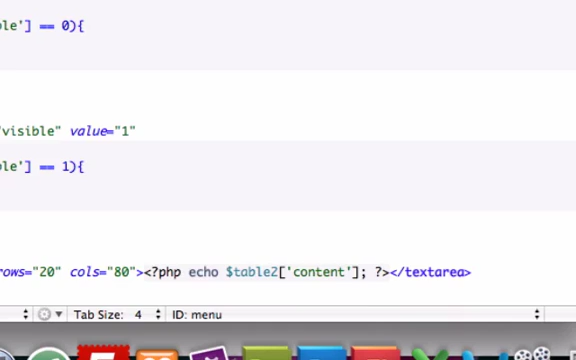 ble'] == 0){
"visible" value="1"
ble'] == 1){
rows="20" cols="80"><?php echo $table2['content']; ?></textarea>
Tab Size: 4 ID: menu